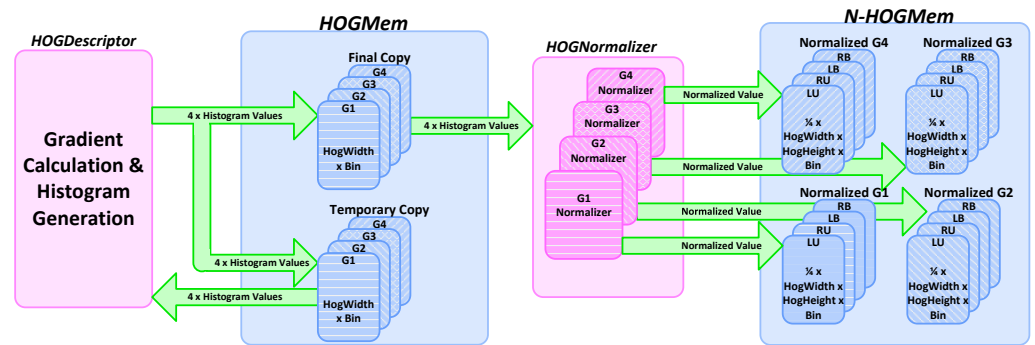 HOGDescriptor
Gradient
Calculation &
Histogram
Generation
HOGMem
Final Copy
G4
G3
G2
G1
HogWidth
x Bin
4 x Histogram Values
Temporary Copy
G4
G3
G2
G1
HogWidth
x Bin
4 x Histogram Values
4 x Histogram Values
4 x Histogram Values
HOGNormalizer
G4
Normalizer
G3
Normalizer
G2
Normalizer
G1
Normalizer
Normalized Value
Normalized Value
Normalized Value
Normalized Value
N-HOGMem
Normalized G4
RB
LB
RU
LU
¼ x
HogWidth x
HogHeight x
Bin
Normalized G3
RB
LB
RU
LU
¼ x
HogWidth x
HogHeight x
Bin
Normalized G1
RB
LB
RU
LU
¼ x
HogWidth x
HogHeight x
Bin
Normalized G2
RB
LB
RU
LU
¼ x
HogWidth x
HogHeight x
Bin